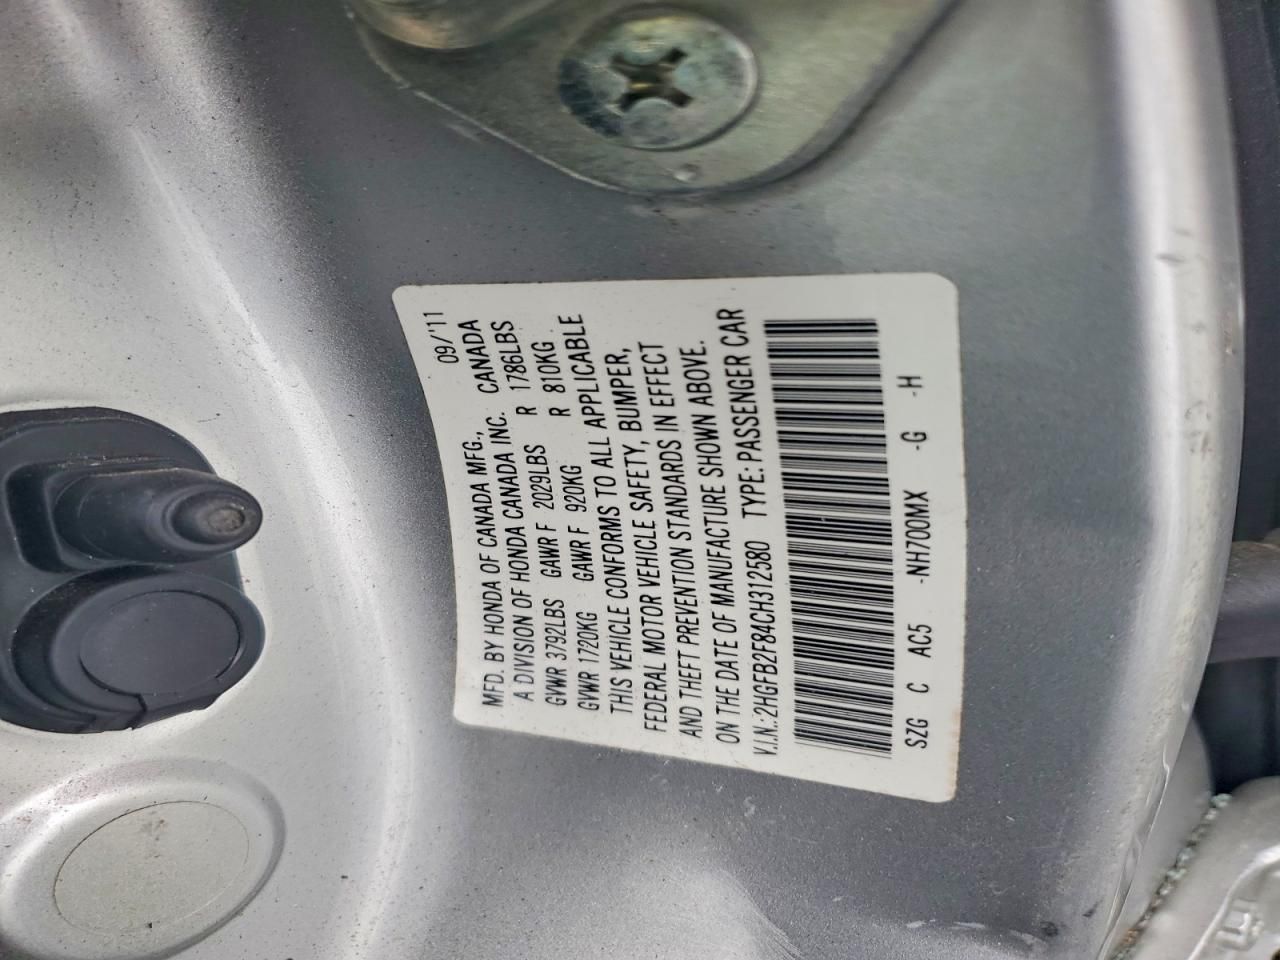 09/'11
MFD. BY HONDA OF CANADA MFG., CANADA
A DIVISION OF HONDA CANADA INC.
GVWR 3792LBS GAWR F 2029LBS R 1786LBS
GVWR 1720KG GAWR F 920KG R 810KG
THIS VEHICLE CONFORMS TO ALL APPLICABLE
FEDERAL MOTOR VEHICLE SAFETY, BUMPER,
AND THEFT PREVENTION STANDARDS IN EFFECT
ON THE DATE OF MANUFACTURE SHOWN ABOVE.
V.I.N.:2HGFB2F84CH312580 TYPE:PASSENGER CAR
SZG C AC5 -NH700MX -G -H